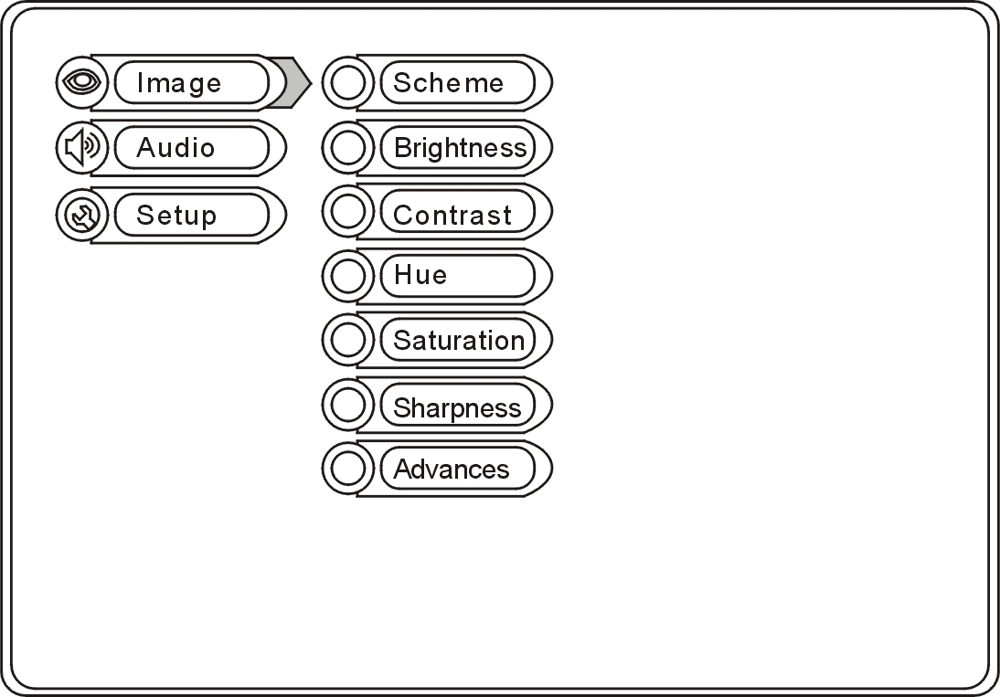 Image
Audio
Setup
Scheme
Brightness
Contrast
Hue
Saturation
Sharpness
Advances